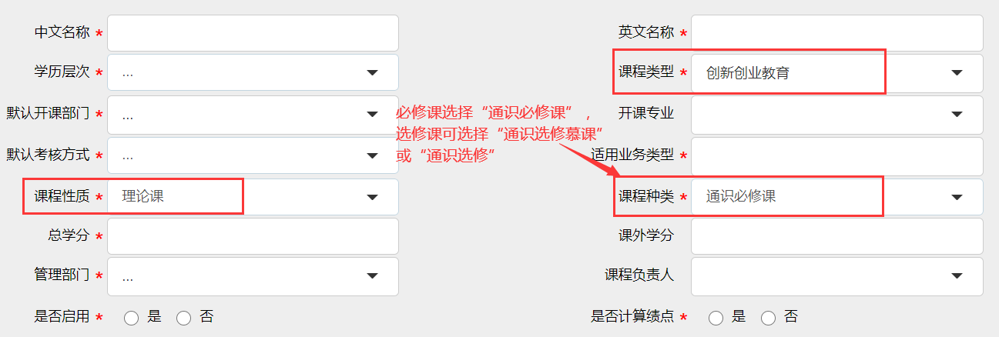 中文名称 * 英文名称 *
学历层次 * ... 课程类型 * 创新创业教育
默认开课部门 * ... 开课专业
必修课选择“通识必修课”，
选修课可选择“通识选修慕课”
或“通识选修”
默认考核方式 * ... 适用业务类型 *
课程性质 * 理论课 课程种类 * 通识必修课
总学分 * 课外学分
管理部门 * ... 课程负责人
是否启用 * 是 否 是否计算绩点 * 是 否